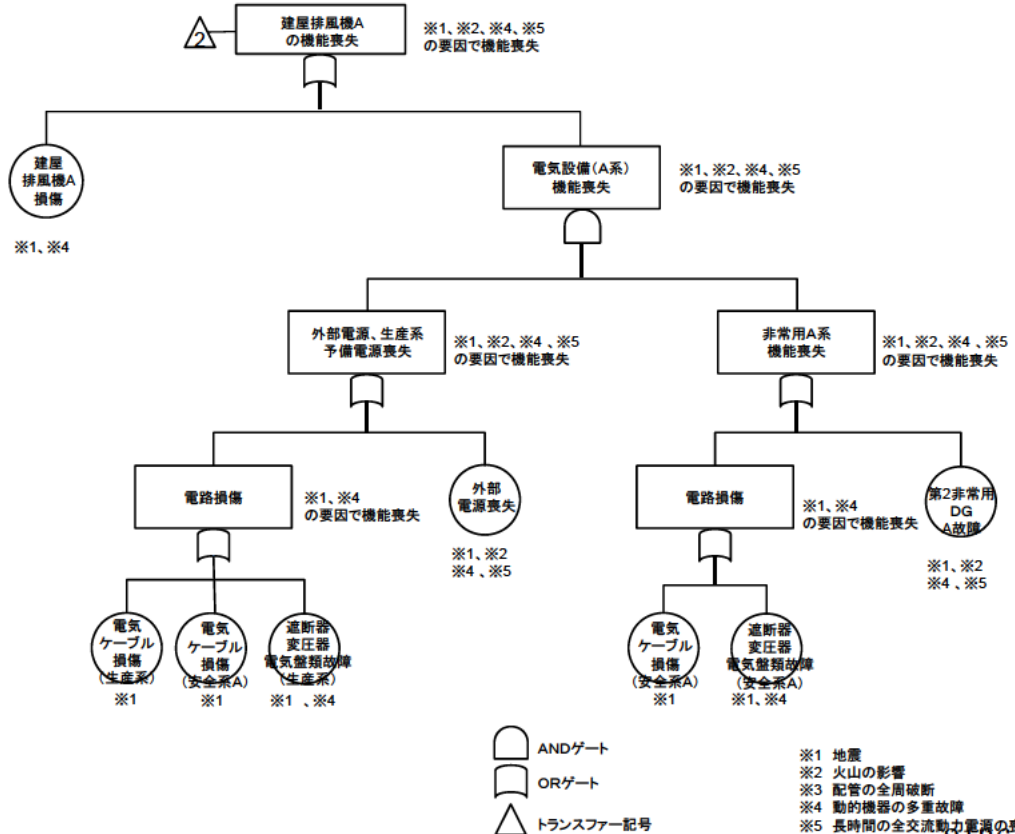 2
建屋排風機A
の機能喪失
※1、※2、※4、※5
の要因で機能喪失
建屋
排風機A
損傷
※1、※4
電気設備(A系)
機能喪失
※1、※2、※4、※5
の要因で機能喪失
外部電源、生産系
予備電源喪失
※1、※2、※4 、※5
の要因で機能喪失
非常用A系
機能喪失
※1、※2、※4 、※5
の要因で機能喪失
電路損傷
※1、※4
の要因で機能喪失
外部
電源喪失
※1、※2
※4 、※5
電路損傷
※1、※4
の要因で機能喪失
第2非常用
DG
A故障
※1、※2
※4 、※5
電気
ケーブル
損傷
(生産系)
※1
電気
ケーブル
損傷
(安全系A)
※1
遮断器
変圧器
電気盤類故障
(生産系)
※1 、※4
電気
ケーブル
損傷
(安全系A)
※1
遮断器
変圧器
電気盤類故障
(安全系A)
※1、※4
ANDゲート
ORゲート
トランスファー記号
※1 地震
※2 火山の影響
※3 配管の全周破断
※4 動的機器の多重故障
※5 長時間の全交流動力電源の